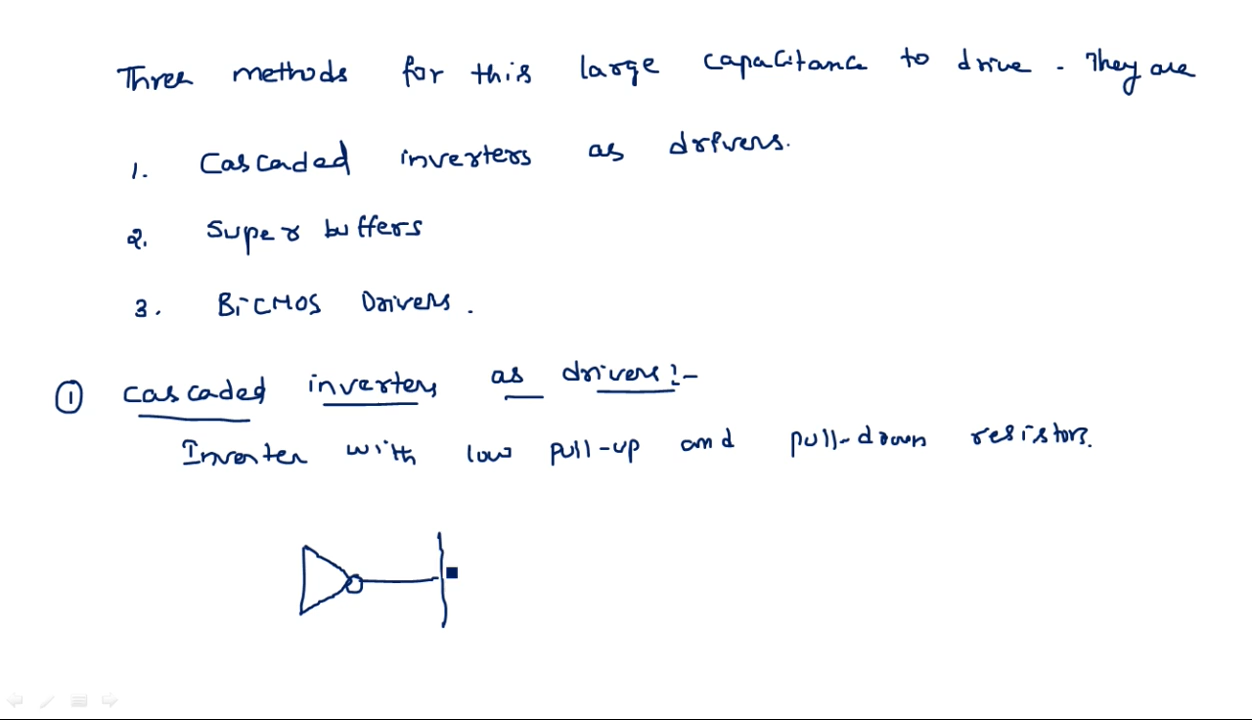 Three methods for this large capacitance to drive. They are
1. Cascaded inverters as drivers.
2. Super buffers
3. BiCMOS Drivers.
① cascaded inverters as drivers:-
Inverter with low pull-up and pull-down resistors.